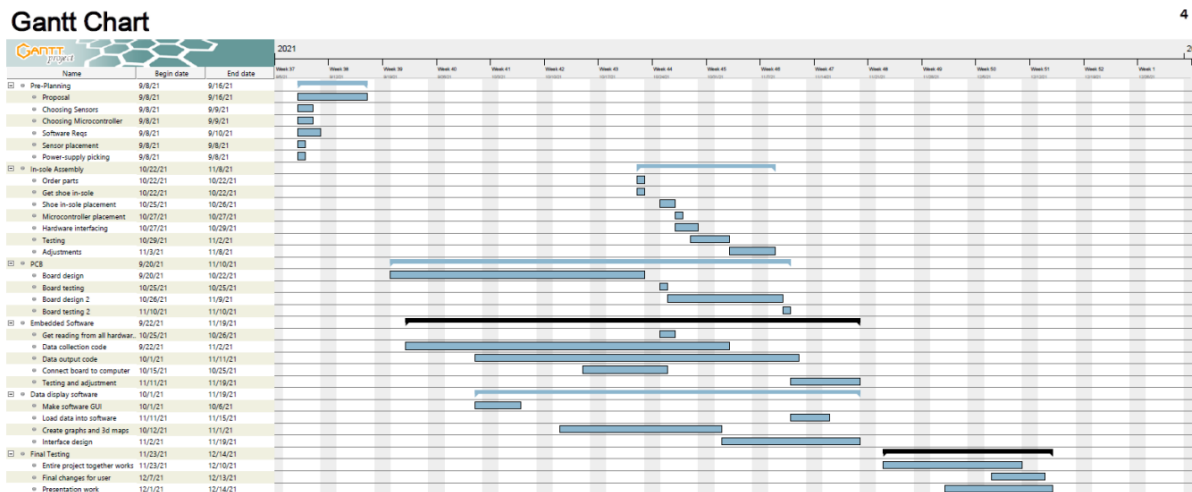 Gantt Chart
4
GANTT project
2021
Name Begin date End date
Week 37 Week 38 Week 39 Week 40 Week 41 Week 42 Week 43 Week 44 Week 45 Week 46 Week 47 Week 48 Week 49 Week 50 Week 51 Week 52 Week 1
Pre-Planning 9/8/21 9/16/21
Proposal 9/8/21 9/16/21
Choosing Sensors 9/8/21 9/9/21
Choosing Microcontroller 9/8/21 9/9/21
Software Reqs 9/8/21 9/10/21
Sensor placement 9/8/21 9/8/21
Power-supply picking 9/8/21 9/8/21
In-sole Assembly 10/22/21 11/8/21
Order parts 10/22/21 10/22/21
Get shoe in-sole 10/22/21 10/22/21
Shoe in-sole placement 10/25/21 10/26/21
Microcontroller placement 10/27/21 10/27/21
Hardware interfacing 10/27/21 10/29/21
Testing 10/29/21 11/2/21
Adjustments 11/3/21 11/8/21
PCB 9/20/21 11/10/21
Board design 9/20/21 10/22/21
Board testing 10/25/21 10/25/21
Board design 2 10/26/21 11/9/21
Board testing 2 11/10/21 11/10/21
Embedded Software 9/22/21 11/19/21
Get reading from all hardwar... 10/25/21 10/26/21
Data collection code 9/22/21 11/2/21
Data output code 10/1/21 11/11/21
Connect board to computer 10/15/21 10/25/21
Testing and adjustment 11/11/21 11/19/21
Data display software 10/1/21 11/19/21
Make software GUI 10/1/21 10/6/21
Load data into software 11/11/21 11/15/21
Create graphs and 3d maps 10/12/21 11/1/21
Interface design 11/2/21 11/19/21
Final Testing 11/23/21 12/14/21
Entire project together works 11/23/21 12/10/21
Final changes for user 12/7/21 12/13/21
Presentation work 12/1/21 12/14/21